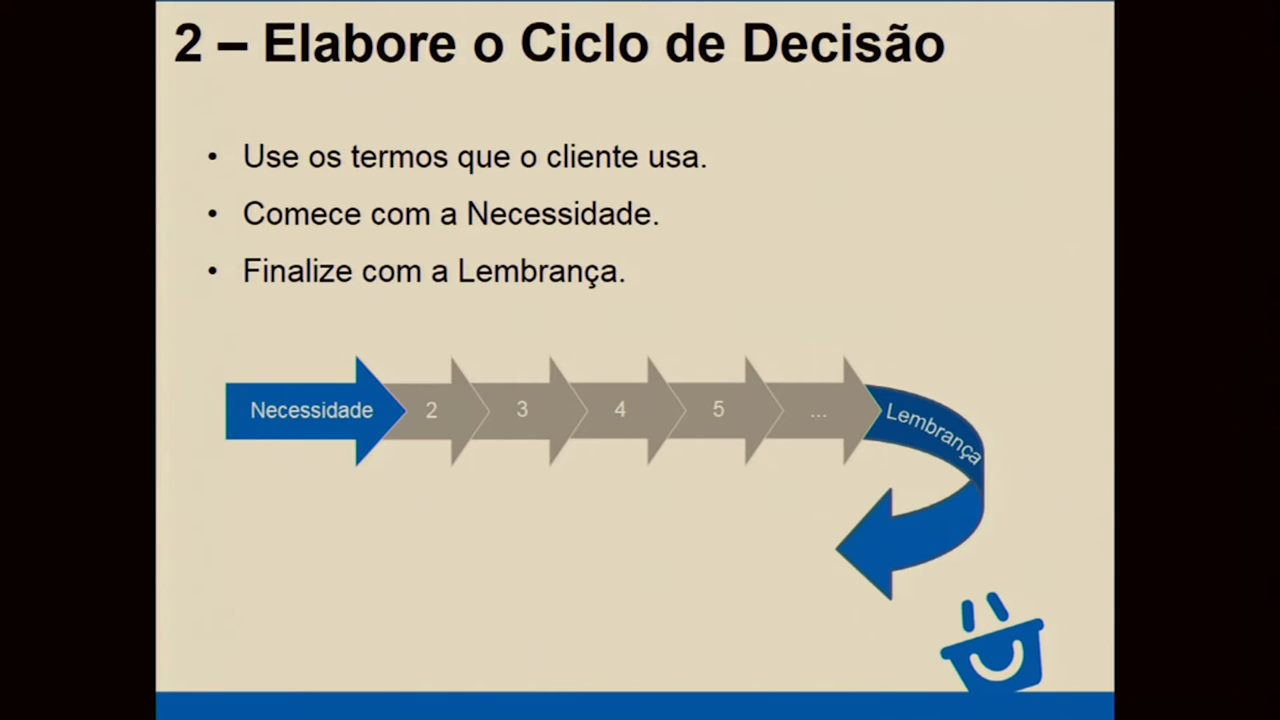 2 – Elabore o Ciclo de Decisão
• Use os termos que o cliente usa.
• Comece com a Necessidade.
• Finalize com a Lembrança.
Necessidade
2
3
4
5
...
Lembrança